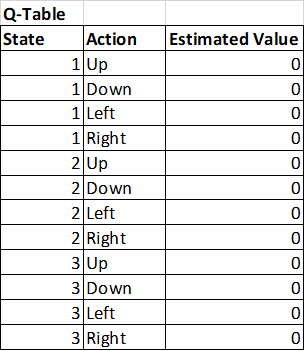 Q-Table
State Action Estimated Value
1 Up 0
1 Down 0
1 Left 0
1 Right 0
2 Up 0
2 Down 0
2 Left 0
2 Right 0
3 Up 0
3 Down 0
3 Left 0
3 Right 0